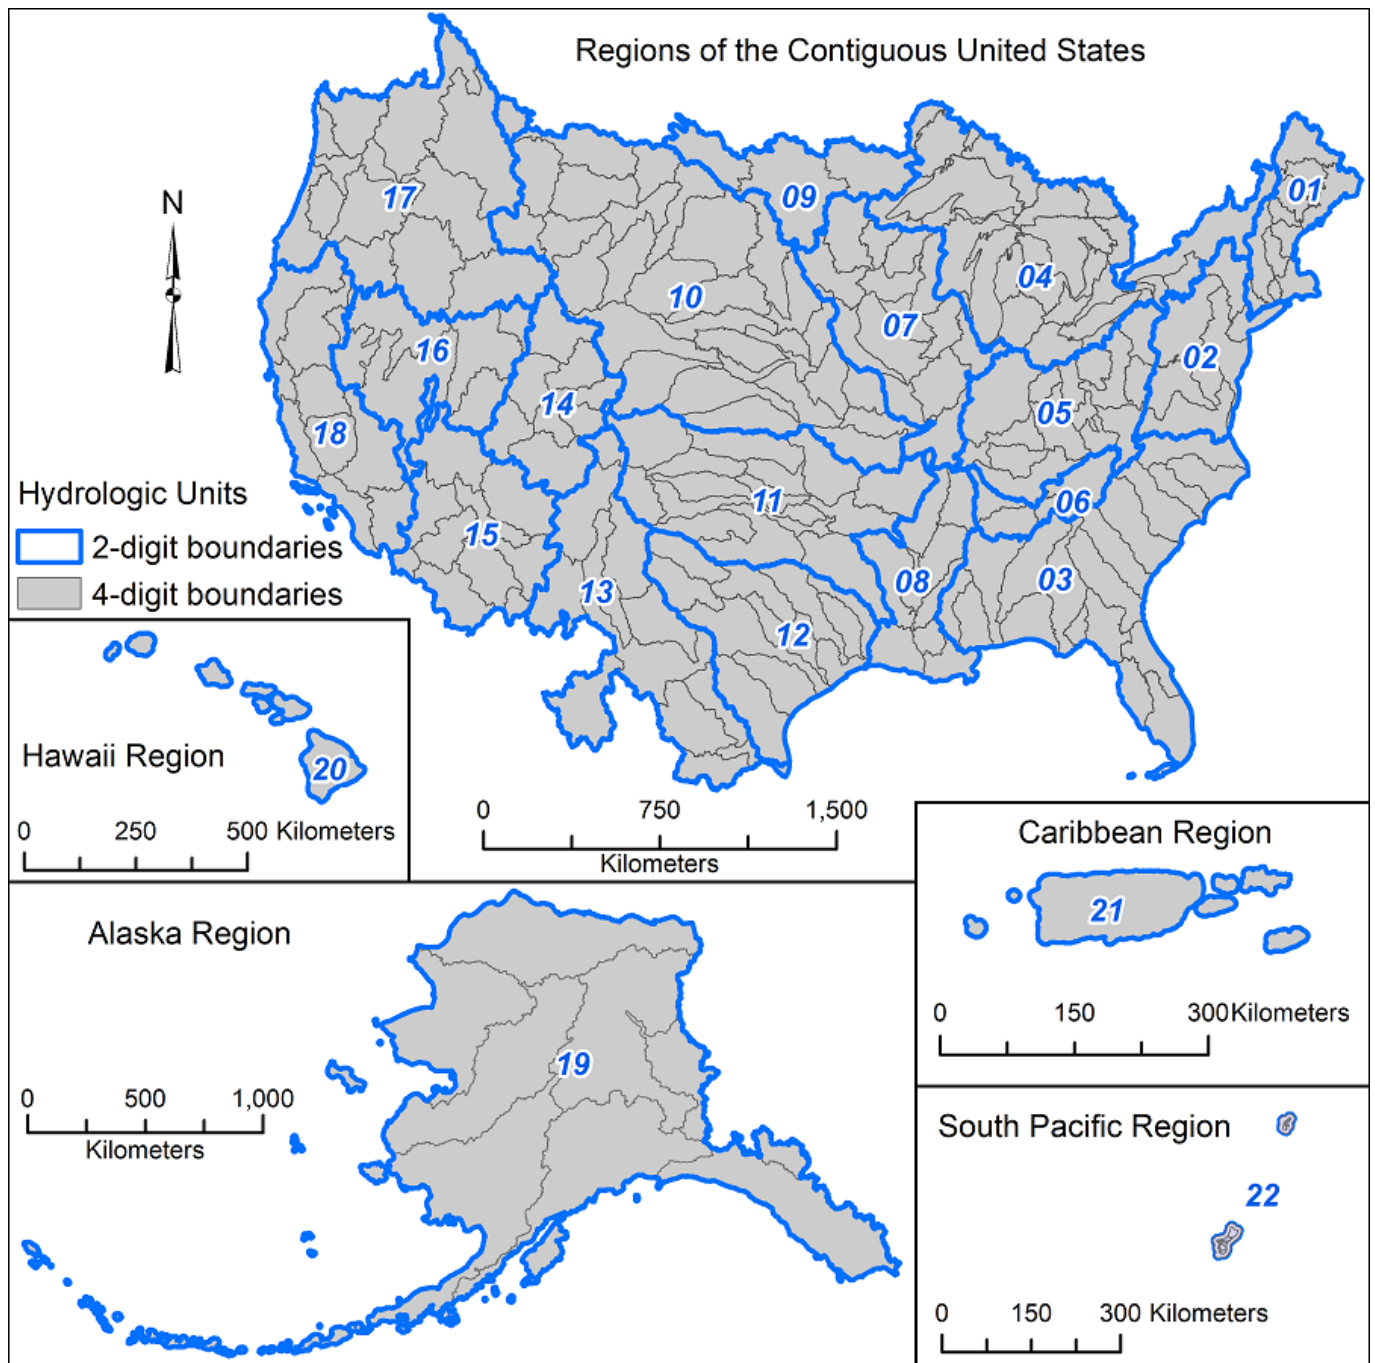 Regions of the Contiguous United States
N
17
09
01
04
10
07
02
16
14
05
18
11
06
15
08
03
13
12
Hydrologic Units
2-digit boundaries
4-digit boundaries
Hawaii Region
20
0 250 500 Kilometers
0 750 1,500
Kilometers
Caribbean Region
21
0 150 300Kilometers
Alaska Region
19
0 500 1,000
Kilometers
South Pacific Region
22
0 150 300 Kilometers